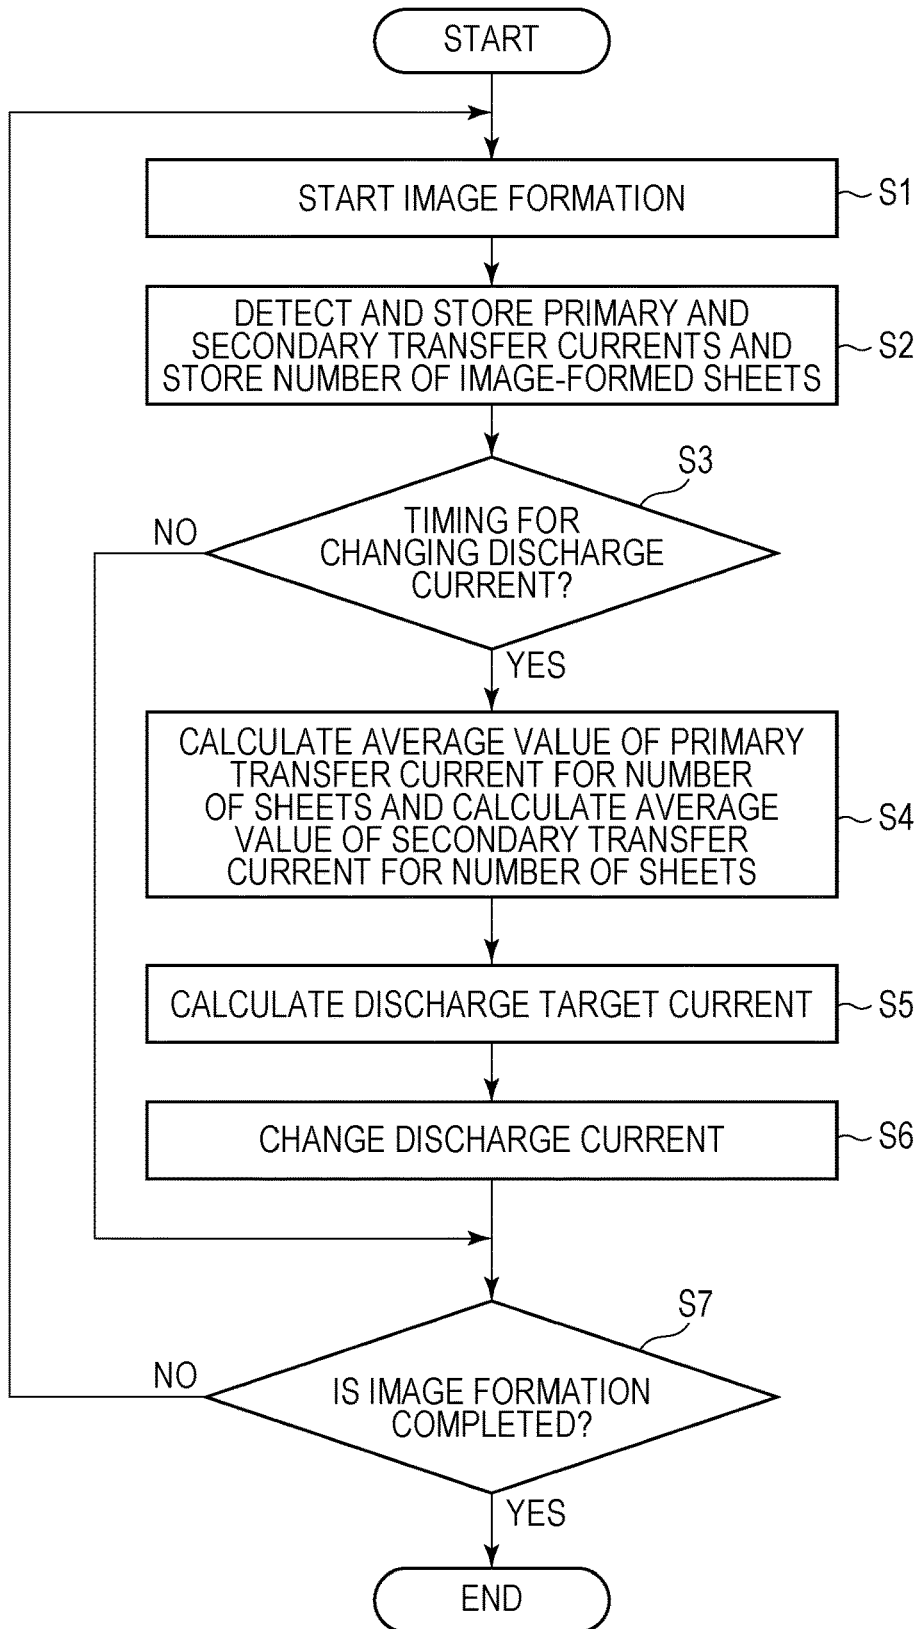 START
START IMAGE FORMATION
S1
DETECT AND STORE PRIMARY AND
SECONDARY TRANSFER CURRENTS AND
STORE NUMBER OF IMAGE-FORMED SHEETS
S2
S3
TIMING FOR
CHANGING DISCHARGE
CURRENT?
NO
YES
CALCULATE AVERAGE VALUE OF PRIMARY
TRANSFER CURRENT FOR NUMBER
OF SHEETS AND CALCULATE AVERAGE
VALUE OF SECONDARY TRANSFER
CURRENT FOR NUMBER OF SHEETS
S4
CALCULATE DISCHARGE TARGET CURRENT
S5
CHANGE DISCHARGE CURRENT
S6
S7
IS IMAGE FORMATION
COMPLETED?
NO
YES
END